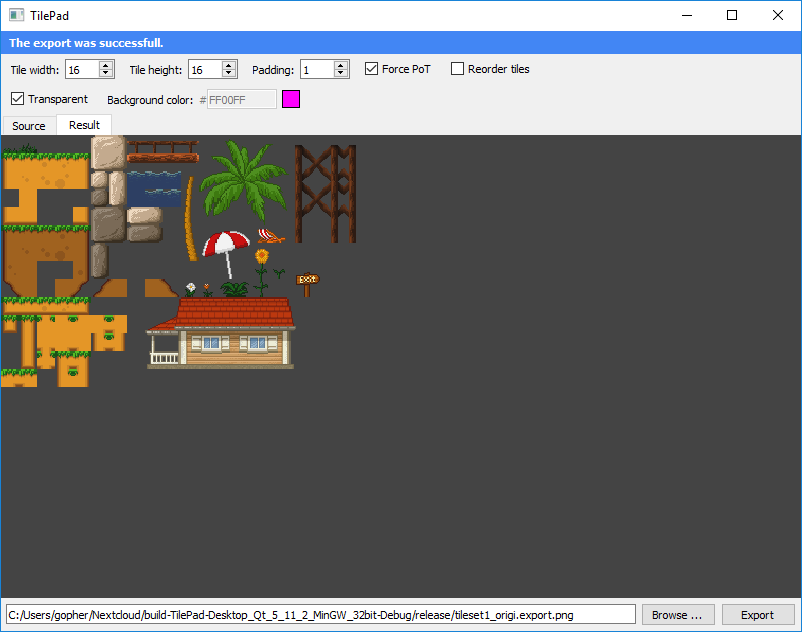 TilePad
The export was successfull.
Tile width: 16 Tile height: 16 Padding: 1 Force PoT Reorder tiles
Transparent Background color: # FF00FF
Source Result
EXIT
C:/Users/gopher/Nextcloud/build-TilePad-Desktop_Qt_5_11_2_MinGW_32bit-Debug/release/tileset1_origi.export.png Browse ... Export